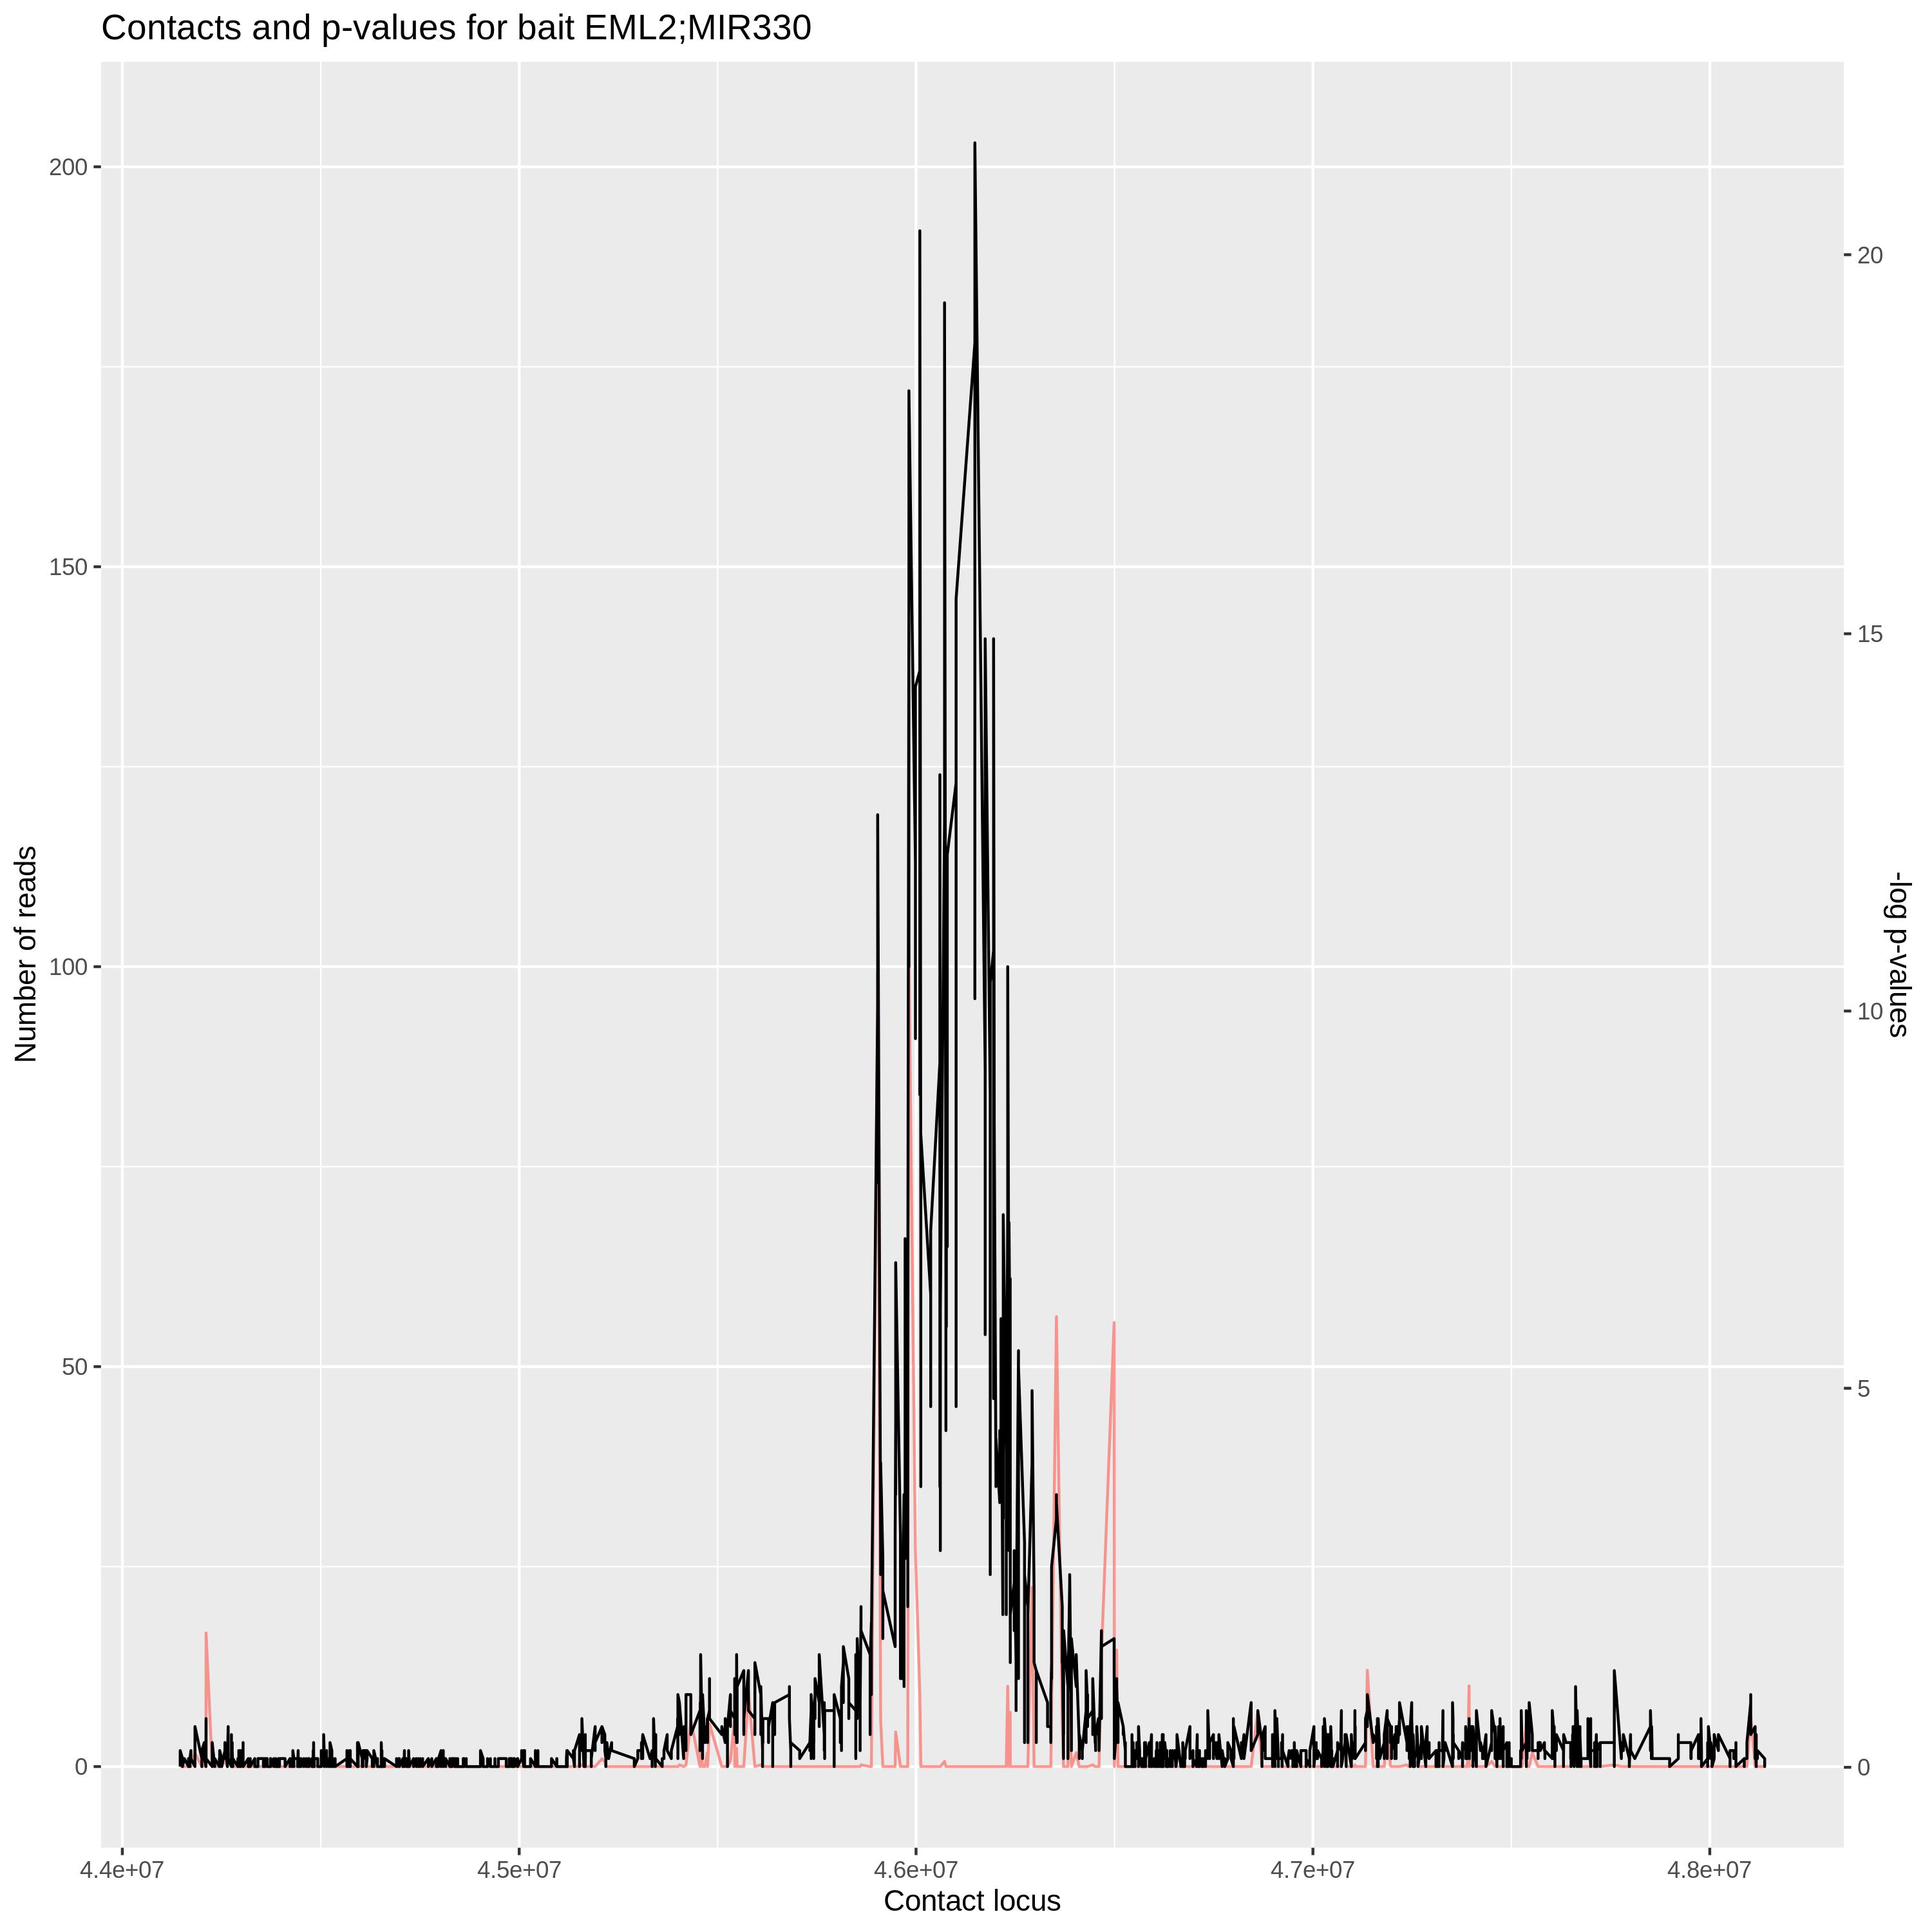 Contacts and p-values for bait EML2;MIR330
200
150
100
50
0
20
15
10
5
0
Number of reads
-log p-values
4.4e+07 4.5e+07 4.6e+07 4.7e+07 4.8e+07
Contact locus